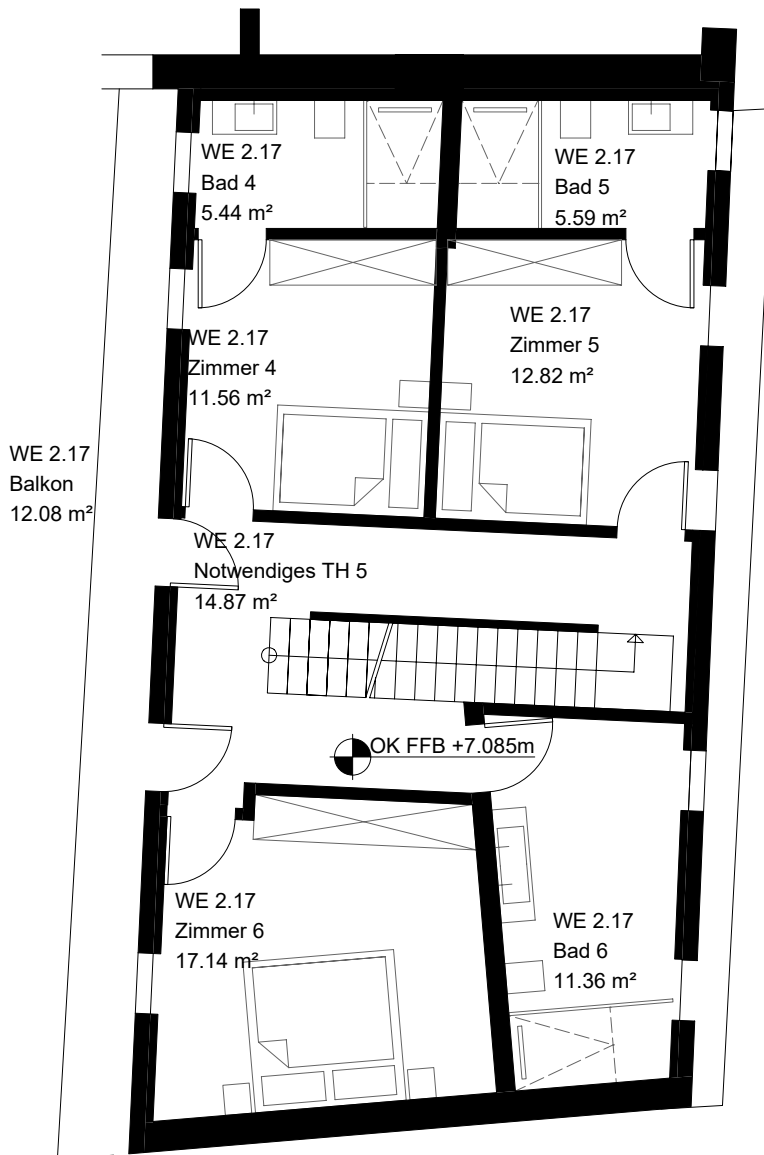 WE 2.17
Bad 4
5.44 m²
WE 2.17
Bad 5
5.59 m²
WE 2.17
Zimmer 4
11.56 m²
WE 2.17
Zimmer 5
12.82 m²
WE 2.17
Balkon
12.08 m²
WE 2.17
Notwendiges TH 5
14.87 m²
OK FFB +7.085m
WE 2.17
Zimmer 6
17.14 m²
WE 2.17
Bad 6
11.36 m²